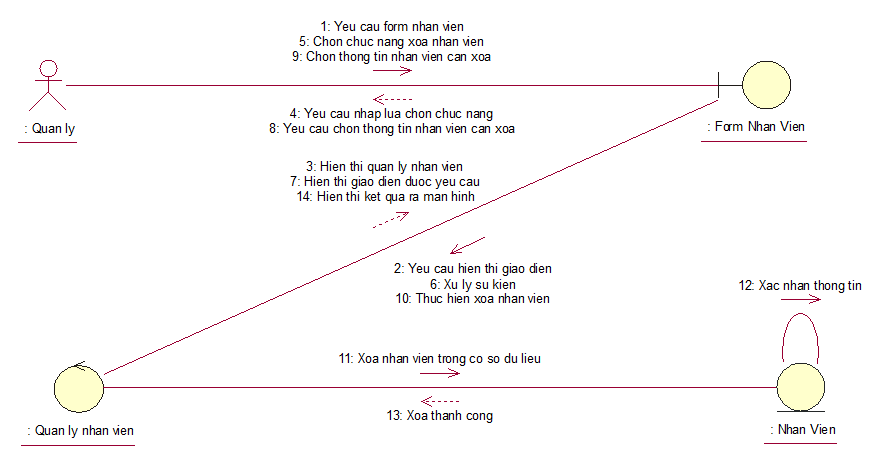 1: Yeu cau form nhan vien
5: Chon chuc nang xoa nhan vien
9: Chon thong tin nhan vien can xoa
4: Yeu cau nhap lua chon chuc nang
8: Yeu cau chon thong tin nhan vien can xoa
: Quan ly
: Form Nhan Vien
3: Hien thi quan ly nhan vien
7: Hien thi giao dien duoc yeu cau
14: Hien thi ket qua ra man hinh
2: Yeu cau hien thi giao dien
6: Xu ly su kien
10: Thuc hien xoa nhan vien
12: Xac nhan thong tin
11: Xoa nhan vien trong co so du lieu
13: Xoa thanh cong
: Quan ly nhan vien
: Nhan Vien